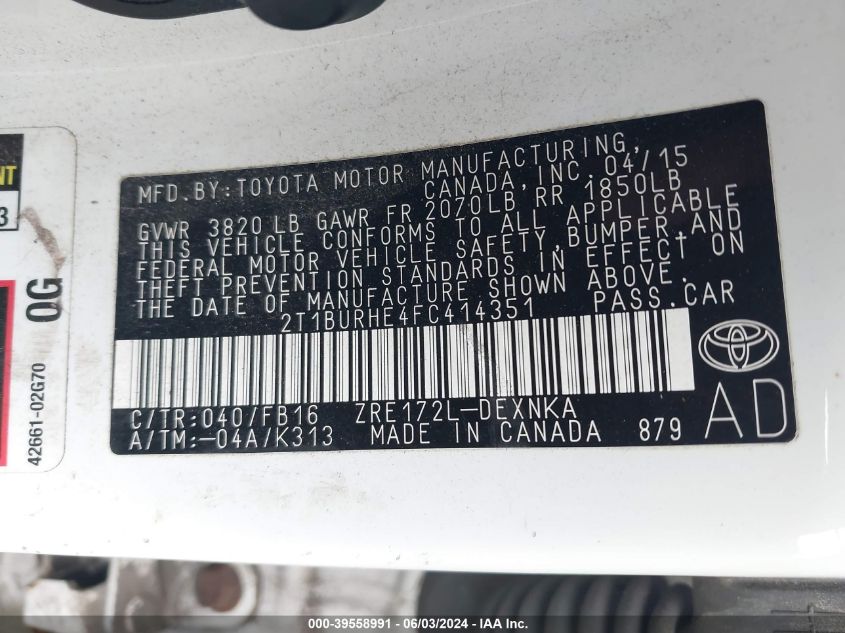 NT
3
OG
42661-02G70
MFD.BY:TOYOTA MOTOR MANUFACTURING,
CANADA,INC. 04/15
GVWR 3820 LB GAWR FR 2070LB RR 1850LB
THIS VEHICLE CONFORMS TO ALL APPLICABLE
FEDERAL MOTOR VEHICLE SAFETY,BUMPER,AND
THEFT PREVENTION STANDARDS IN EFFECT ON
THE DATE OF MANUFACTURE SHOWN ABOVE.
2T1BURHE4FC414351 PASS.CAR
C/TR:040/FB16 ZRE172L-DEXNKA
A/TM:-04A/K313 MADE IN CANADA 879
AD
000-39558991 / 06/03/2024 - IAA Inc.